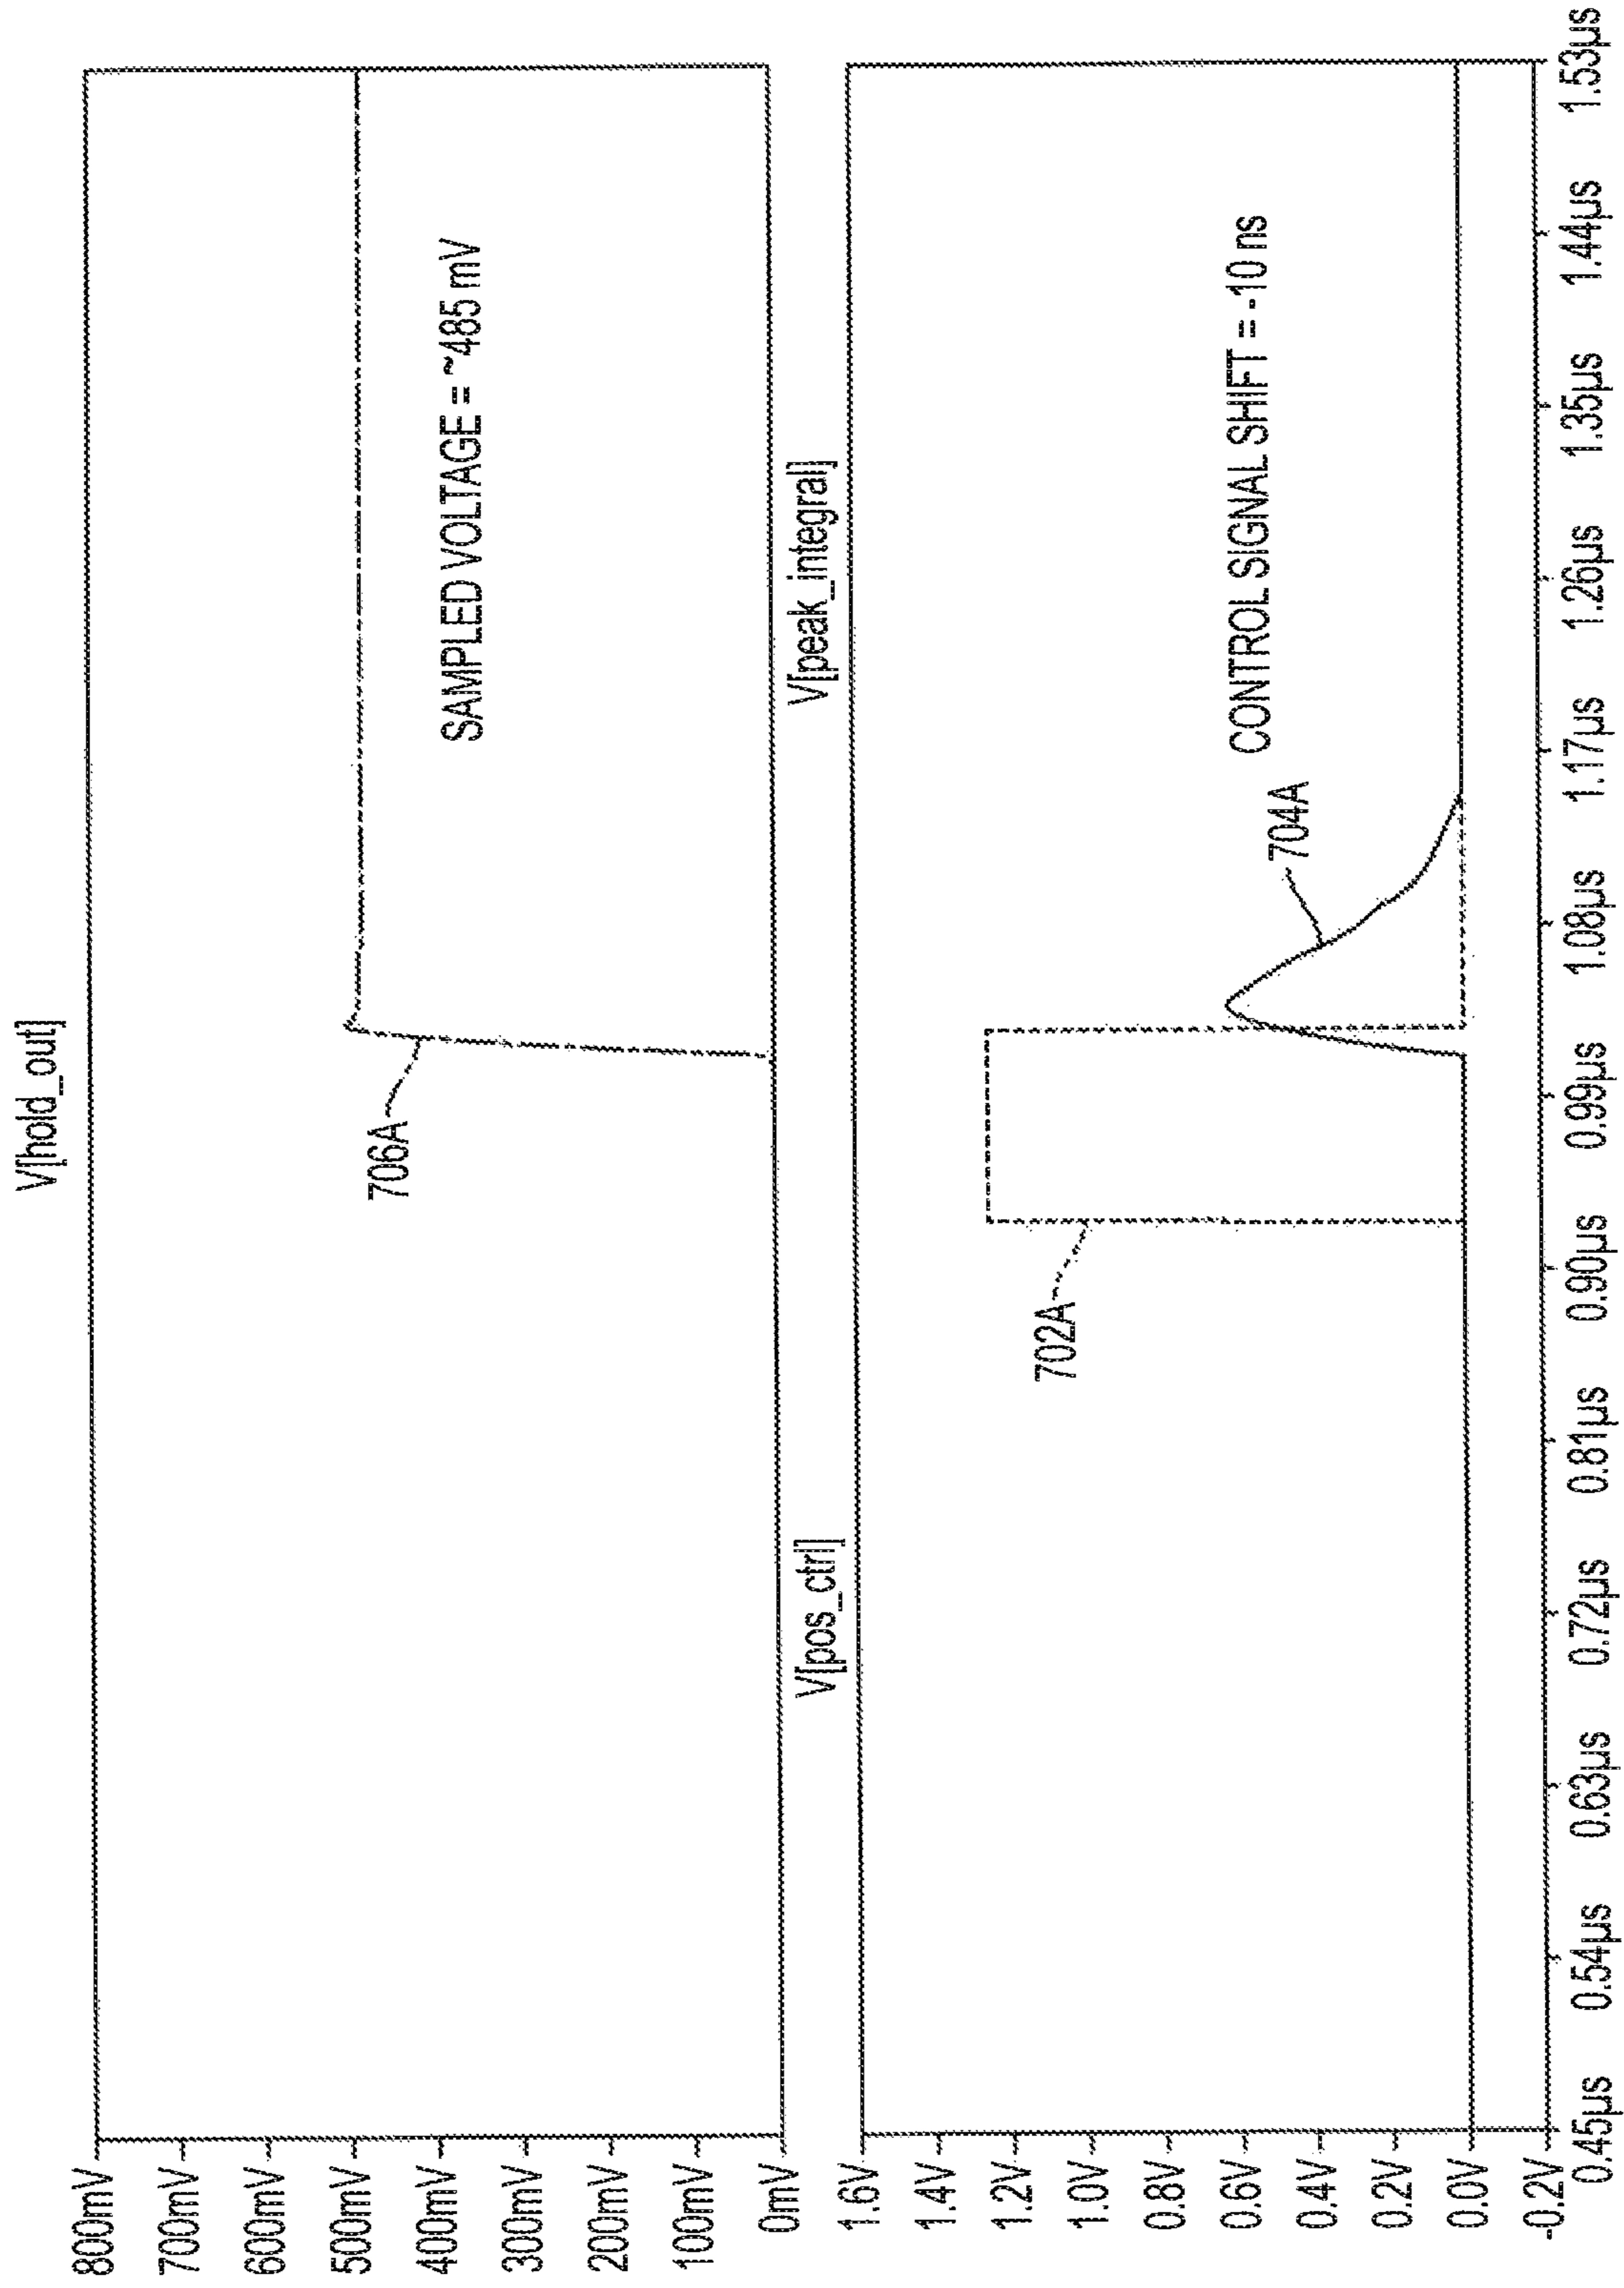 V[hold_out]
800mV
700mV
600mV
500mV
400mV
300mV
200mV
100mV
0mV
706A
SAMPLED VOLTAGE = ~485 mV
V[pos_ctrl]
V[peak_integral]
1.6V
1.4V
1.2V
1.0V
0.8V
0.6V
0.4V
0.2V
0.0V
-0.2V
702A
704A
CONTROL SIGNAL SHIFT = -10 ns
0.45µs 0.54µs 0.63µs 0.72µs 0.81µs 0.90µs 0.99µs 1.08µs 1.17µs 1.26µs 1.35µs 1.44µs 1.53µs